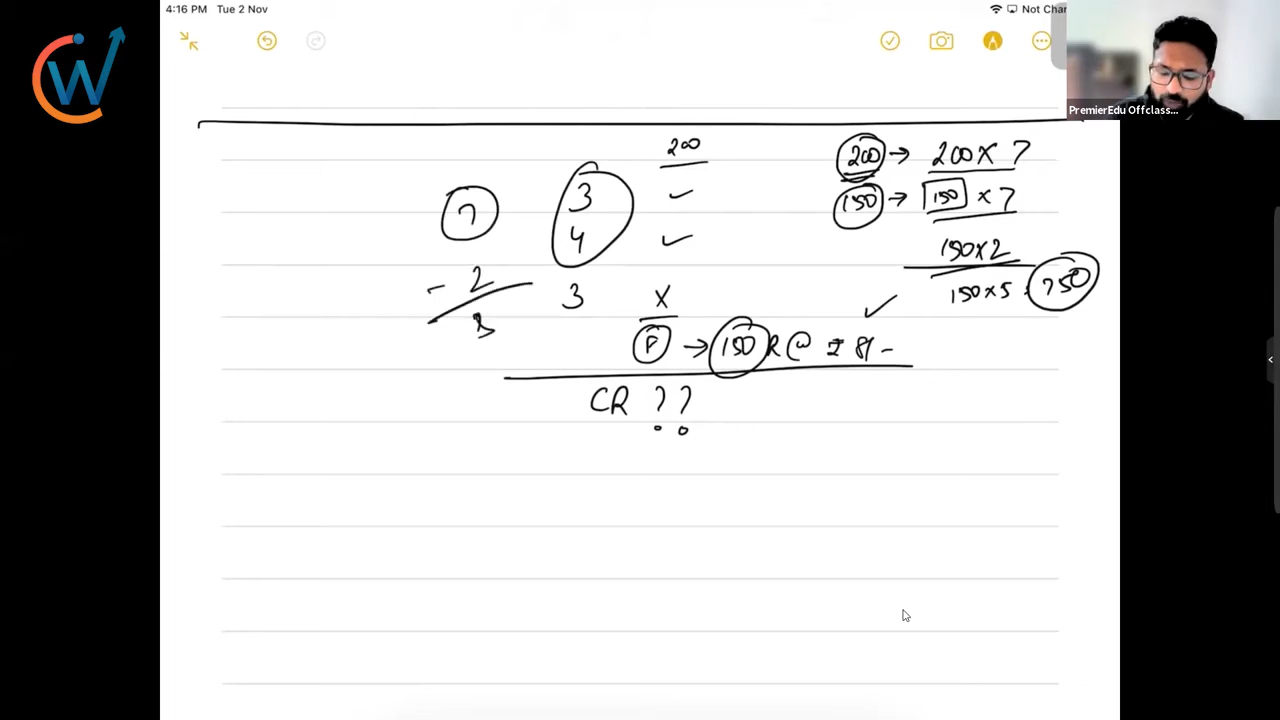 4:16 PM Tue 2 Nov
Not Char
W
PremierEdu Offclass...
200
200 → 200 x 7
3
7
150 → 150 x 7
4
150x2
- 2
3
X
150x5
750
F → 150 R @ ₹ 8/-
CR ??